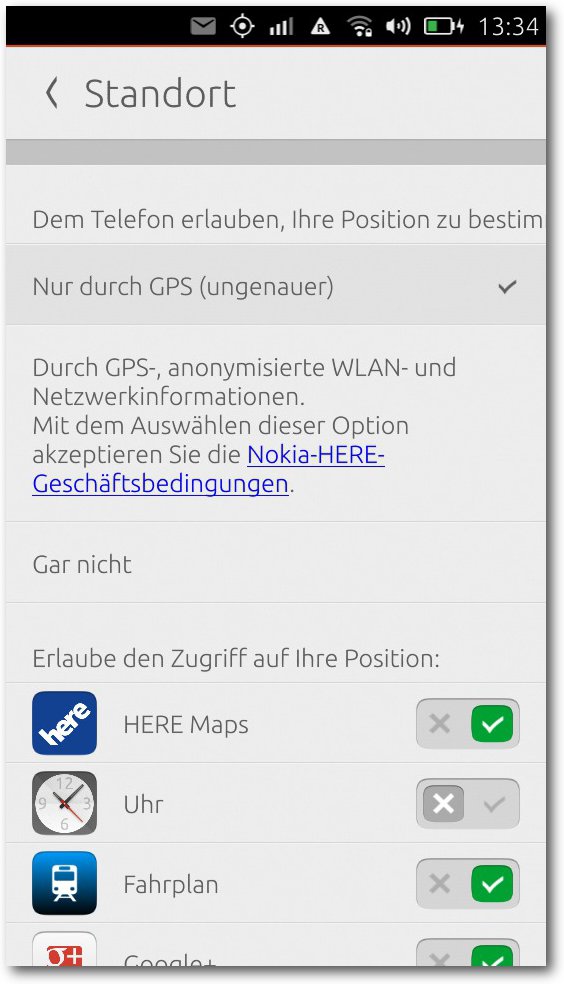 13:34
Standort
Dem Telefon erlauben, Ihre Position zu bestim
Nur durch GPS (ungenauer)
Durch GPS-, anonymisierte WLAN- und
Netzwerkinformationen.
Mit dem Auswählen dieser Option
akzeptieren Sie die Nokia-HERE-
Geschäftsbedingungen.
Gar nicht
Erlaube den Zugriff auf Ihre Position:
here
HERE Maps
12
9 3
6
Uhr
Fahrplan
g+
Google+